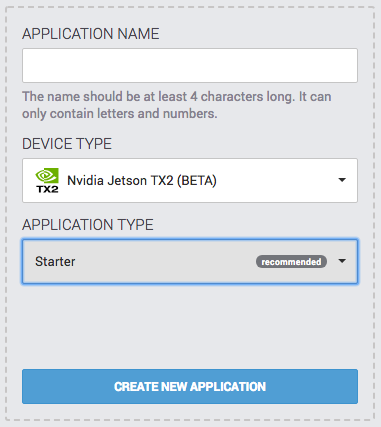 APPLICATION NAME
The name should be at least 4 characters long. It can
only contain letters and numbers.
DEVICE TYPE
TX2 Nvidia Jetson TX2 (BETA)
APPLICATION TYPE
Starter recommended
CREATE NEW APPLICATION